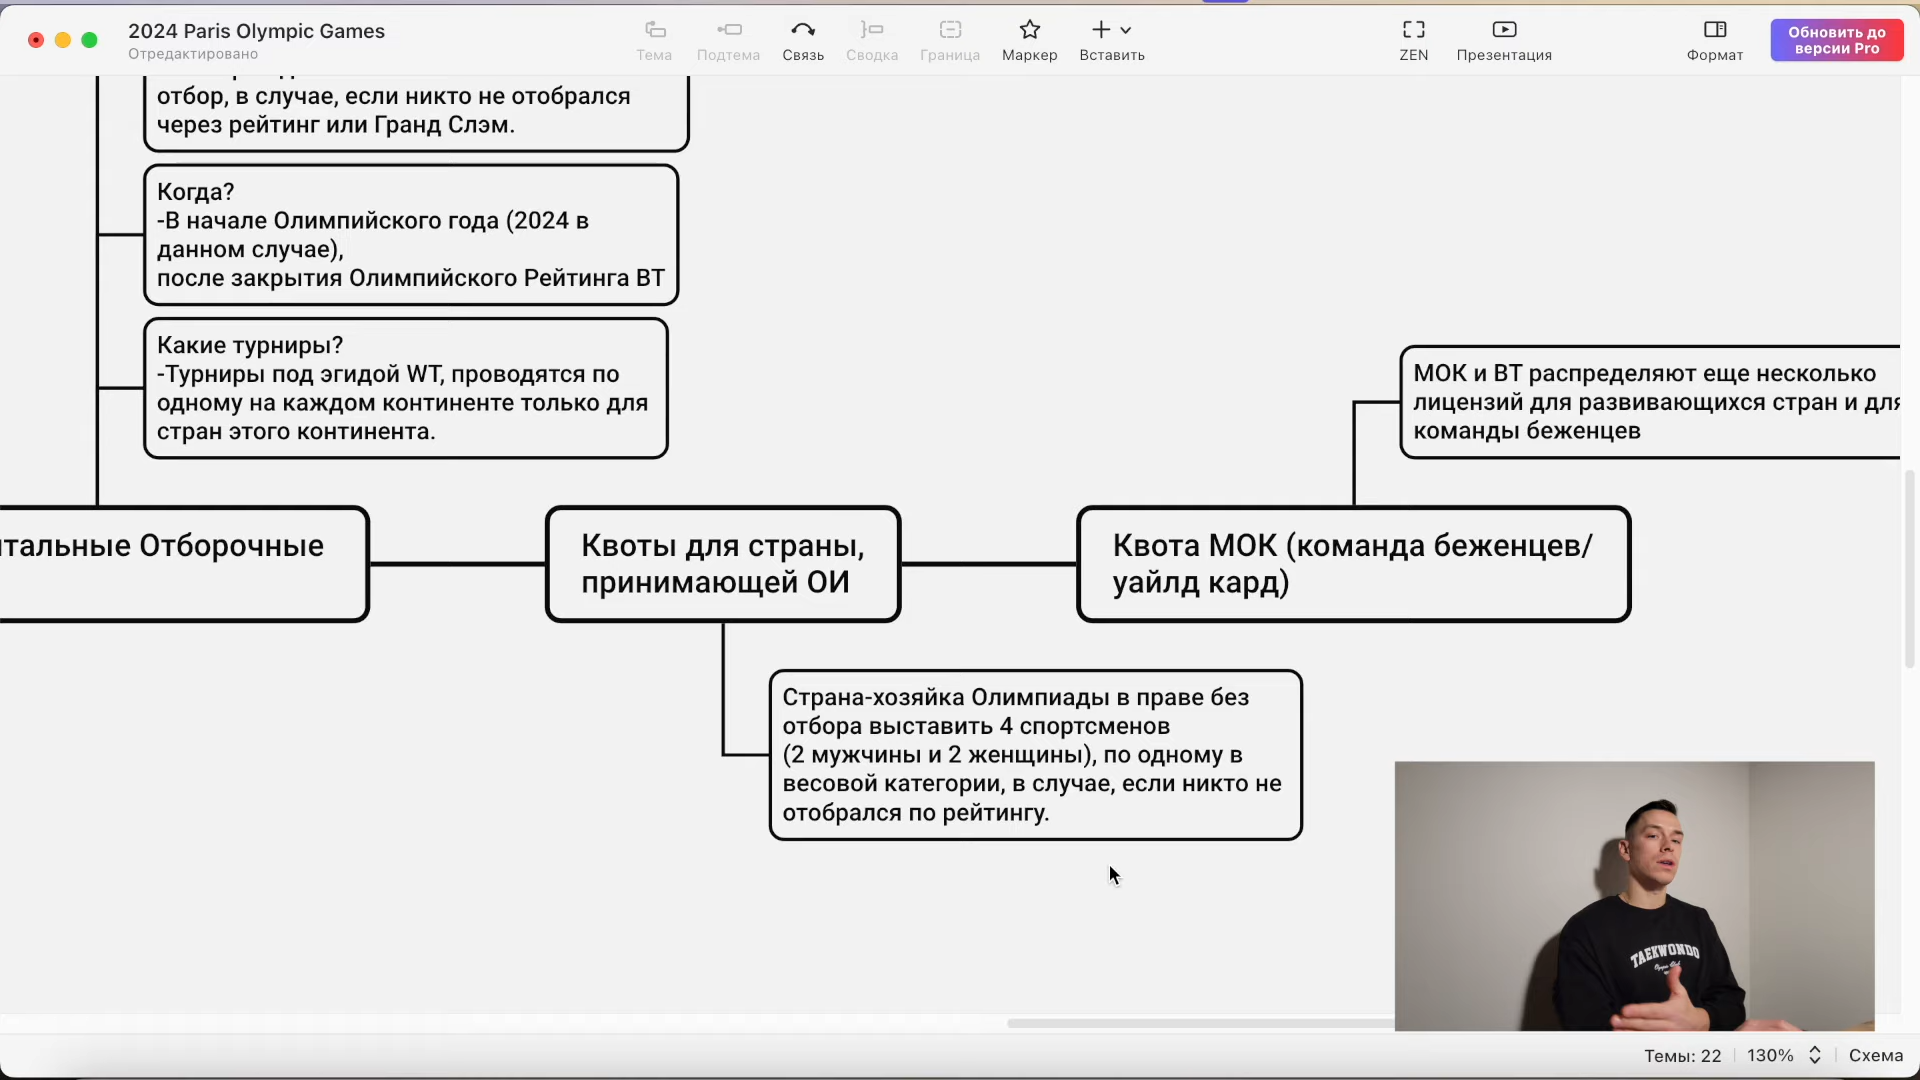 2024 Paris Olympic Games
Отредактировано
Тема
Подтема
Связь
Сводка
Граница
Маркер
Вставить
ZEN
Презентация
Формат
Обновить до
версии Pro
отбор, в случае, если никто не отобрался
через рейтинг или Гранд Слэм.
Когда?
-В начале Олимпийского года (2024 в
данном случае),
после закрытия Олимпийского Рейтинга ВТ
Какие турниры?
-Турниры под эгидой WT, проводятся по
одному на каждом континенте только для
стран этого континента.
МОК и ВТ распределяют еще несколько
лицензий для развивающихся стран и для
команды беженцев
Отборочные
Квоты для страны,
принимающей ОИ
Квота МОК (команда беженцев/
уайлд кард)
Страна-хозяйка Олимпиады в праве без
отбора выставить 4 спортсменов
(2 мужчины и 2 женщины), по одному в
весовой категории, в случае, если никто не
отобрался по рейтингу.
TAEKWONDO
Темы: 22
130%
Схема